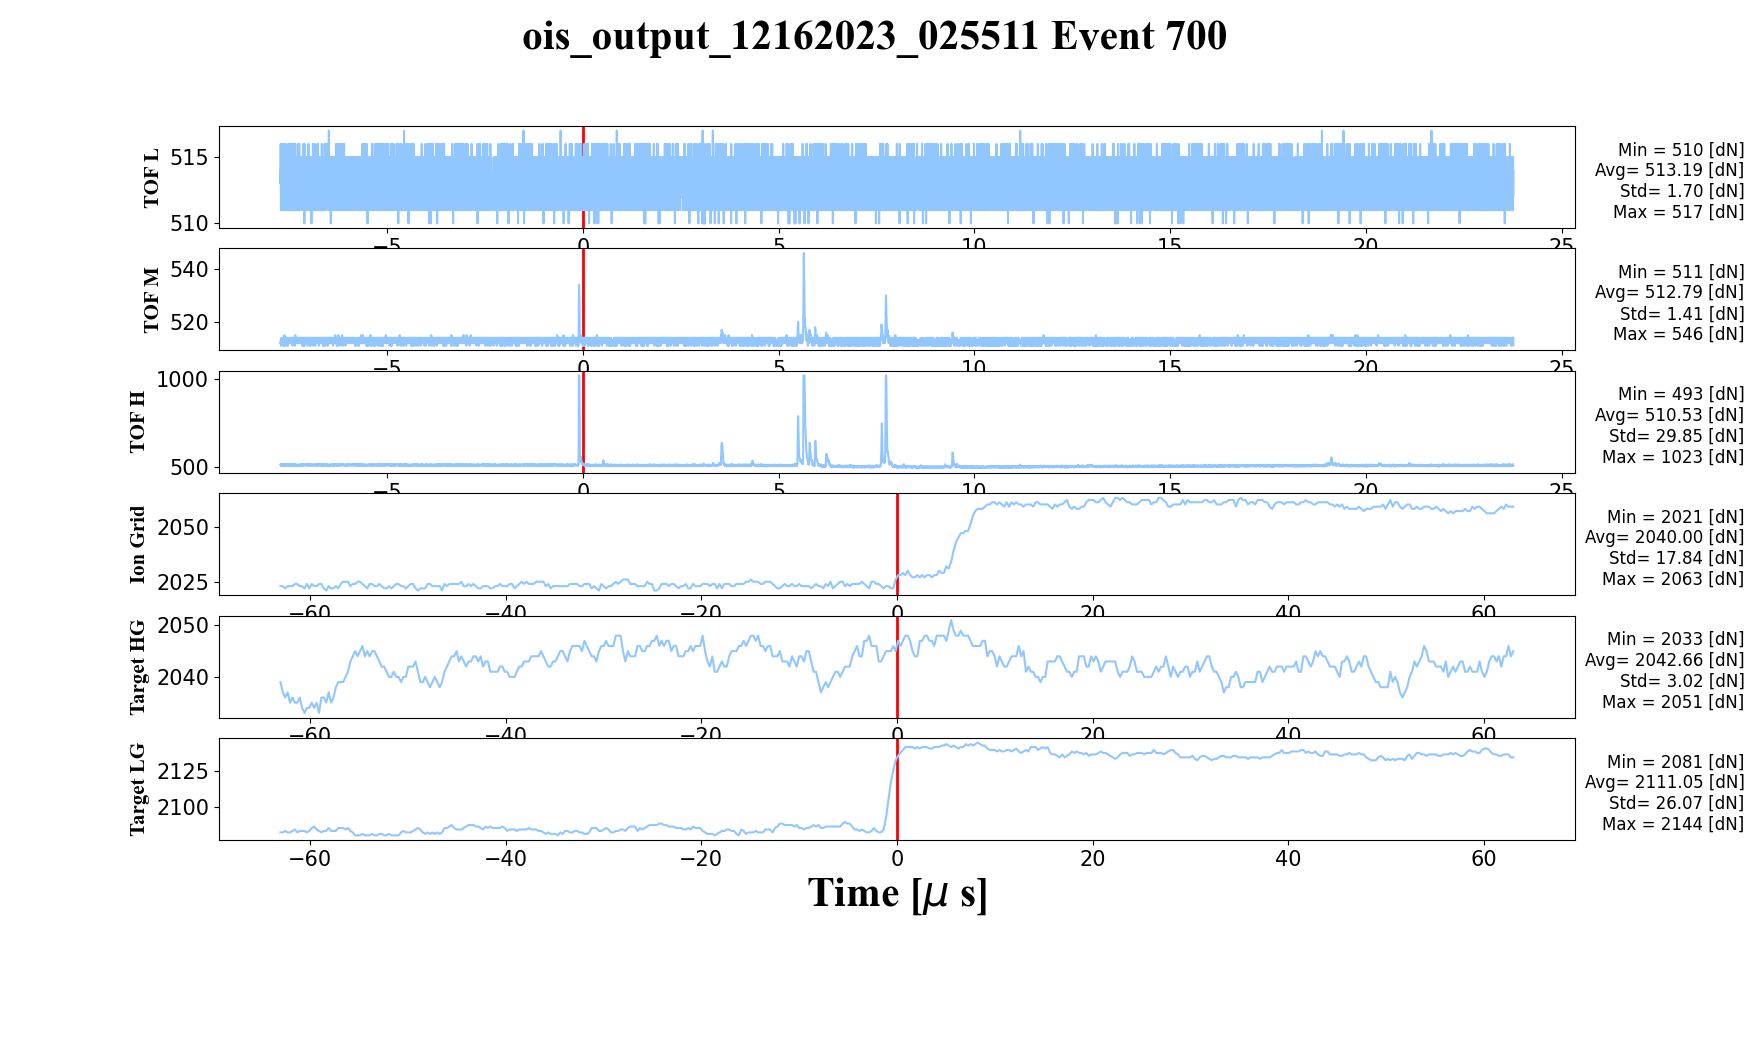 ois_output_12162023_025511 Event 700
TOF L
515
510
−5
0
5
10
15
20
25
Min = 510 [dN]
Avg= 513.19 [dN]
Std= 1.70 [dN]
Max = 517 [dN]
TOF M
540
520
−5
0
5
10
15
20
25
Min = 511 [dN]
Avg= 512.79 [dN]
Std= 1.41 [dN]
Max = 546 [dN]
TOF H
1000
500
−5
0
5
10
15
20
25
Min = 493 [dN]
Avg= 510.53 [dN]
Std= 29.85 [dN]
Max = 1023 [dN]
Ion Grid
2050
2025
−60
−40
−20
0
20
40
60
Min = 2021 [dN]
Avg= 2040.00 [dN]
Std= 17.84 [dN]
Max = 2063 [dN]
Target HG
2050
2040
−60
−40
−20
0
20
40
60
Min = 2033 [dN]
Avg= 2042.66 [dN]
Std= 3.02 [dN]
Max = 2051 [dN]
Target LG
2125
2100
−60
−40
−20
0
20
40
60
Min = 2081 [dN]
Avg= 2111.05 [dN]
Std= 26.07 [dN]
Max = 2144 [dN]
Time [μ s]